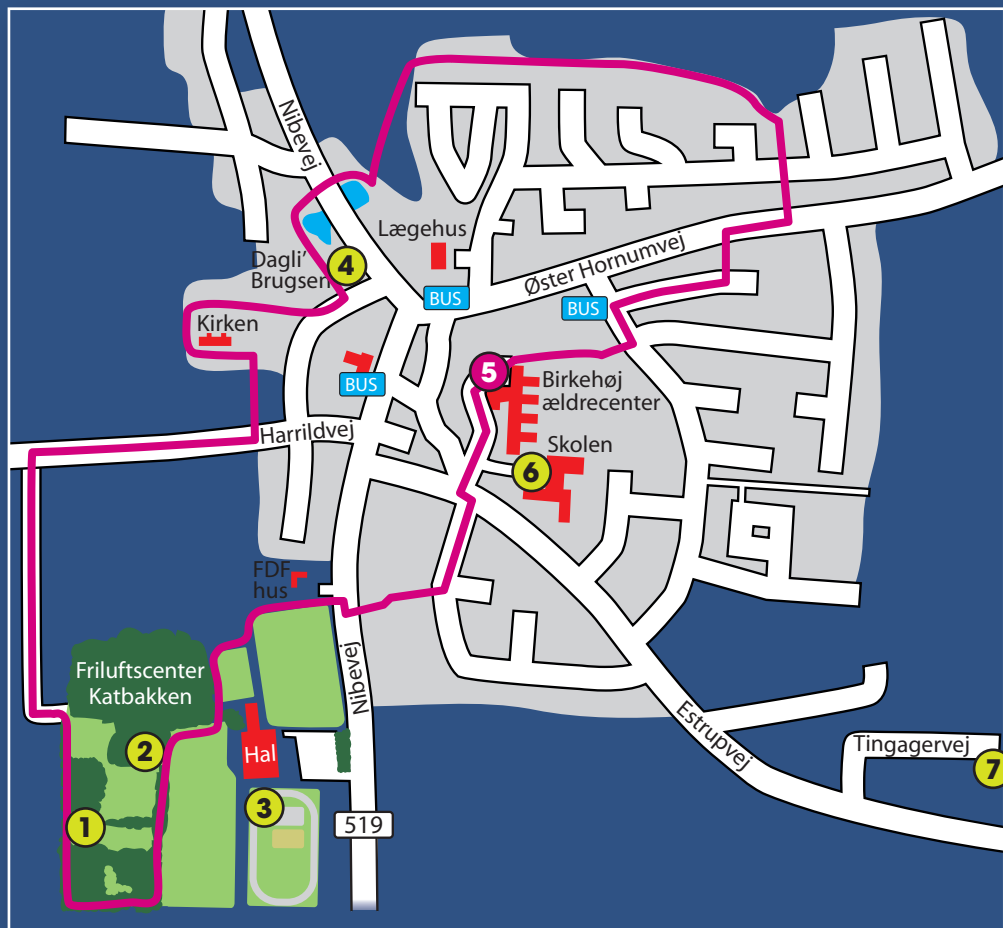 Nibevej
Lægehus
Dagli’
Brugsen
4
Øster Hornumvej
BUS
BUS
Kirken
BUS
5
Birkehøj
ældrecenter
Harrildvej
Skolen
6
FDF
hus
Friluftscenter
Katbakken
Nibevej
Estrupvej
2
Hal
Tingagervej
7
1
3
519